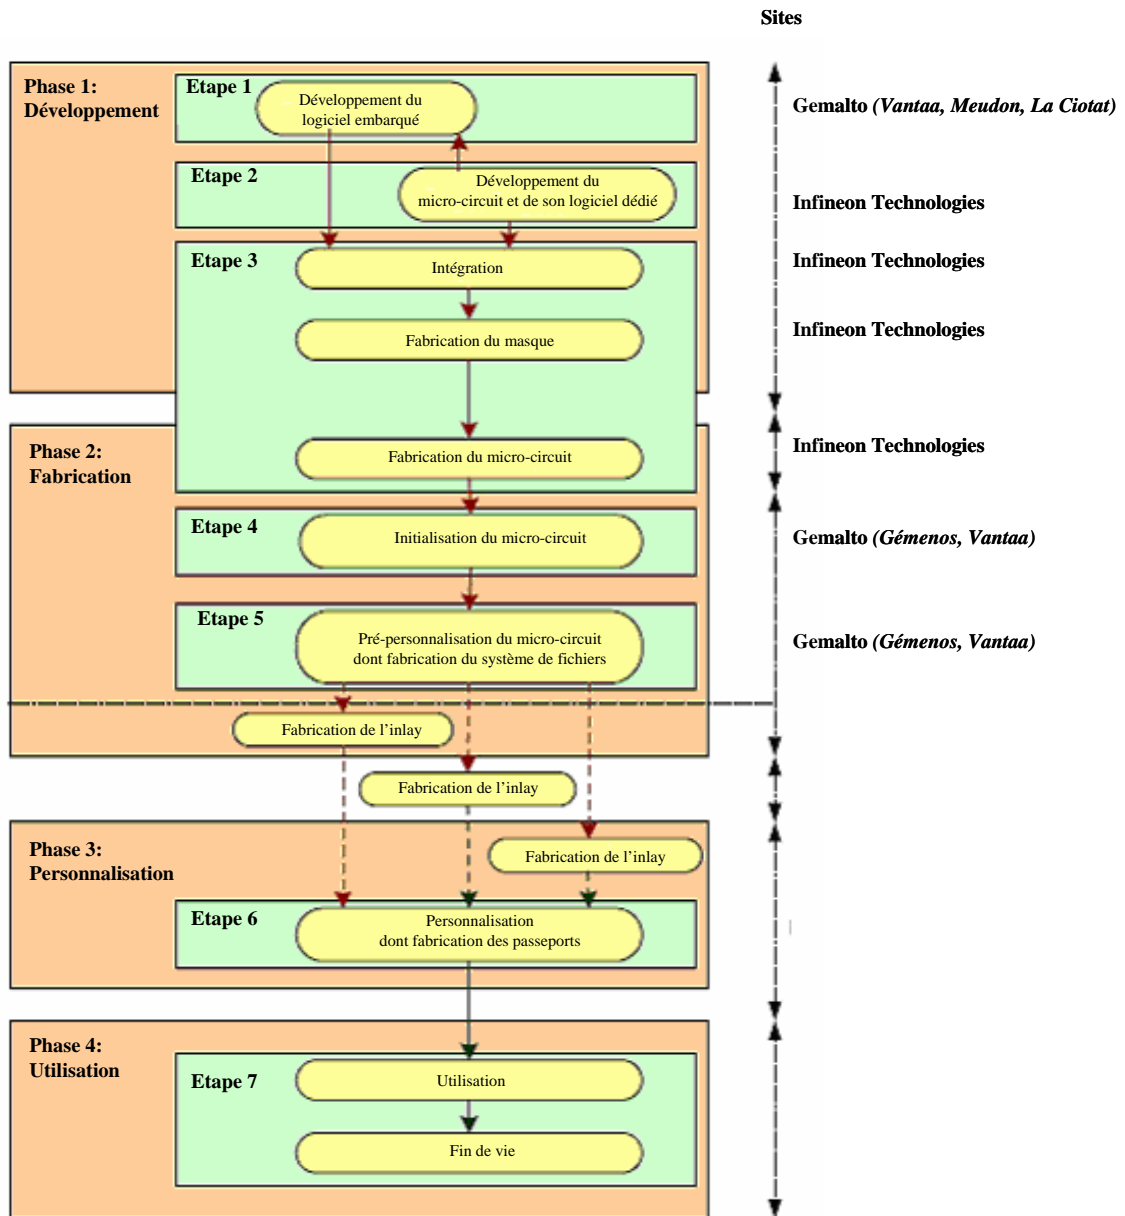 Sites
Phase 1:
Développement
Etape 1
Développement du
logiciel embarqué
Gemalto (Vantaa, Meudon, La Ciotat)
Etape 2
Développement du
micro-circuit et de son logiciel dédié
Infineon Technologies
Etape 3
Intégration
Infineon Technologies
Fabrication du masque
Infineon Technologies
Phase 2:
Fabrication
Fabrication du micro-circuit
Infineon Technologies
Etape 4
Initialisation du micro-circuit
Gemalto (Gémenos, Vantaa)
Etape 5
Pré-personnalisation du micro-circuit
dont fabrication du système de fichiers
Gemalto (Gémenos, Vantaa)
Fabrication de l'inlay
Fabrication de l'inlay
Phase 3:
Personnalisation
Fabrication de l'inlay
Etape 6
Personnalisation
dont fabrication des passeports
Phase 4:
Utilisation
Etape 7
Utilisation
Fin de vie